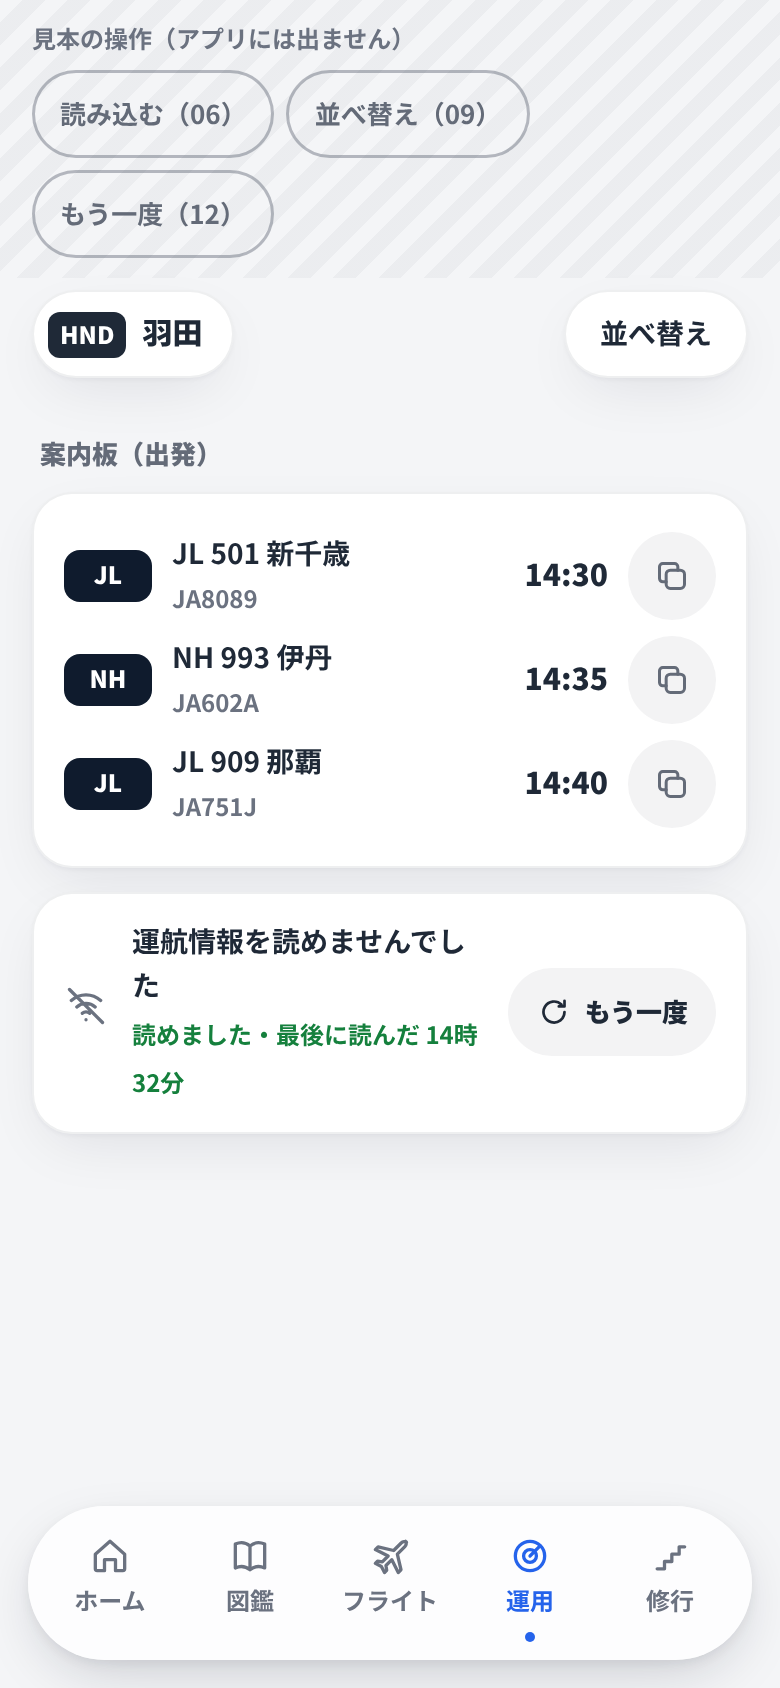 見本の操作（アプリには出ません）
読み込む（06）
並べ替え（09）
もう一度（12）
HND 羽田
並べ替え
案内板（出発）
JL
JL 501 新千歳
JA8089
14:30
NH
NH 993 伊丹
JA602A
14:35
JL
JL 909 那覇
JA751J
14:40
運航情報を読めませんでし
た
読めました・最後に読んだ 14時
32分
もう一度
ホーム
図鑑
フライト
運用
修行